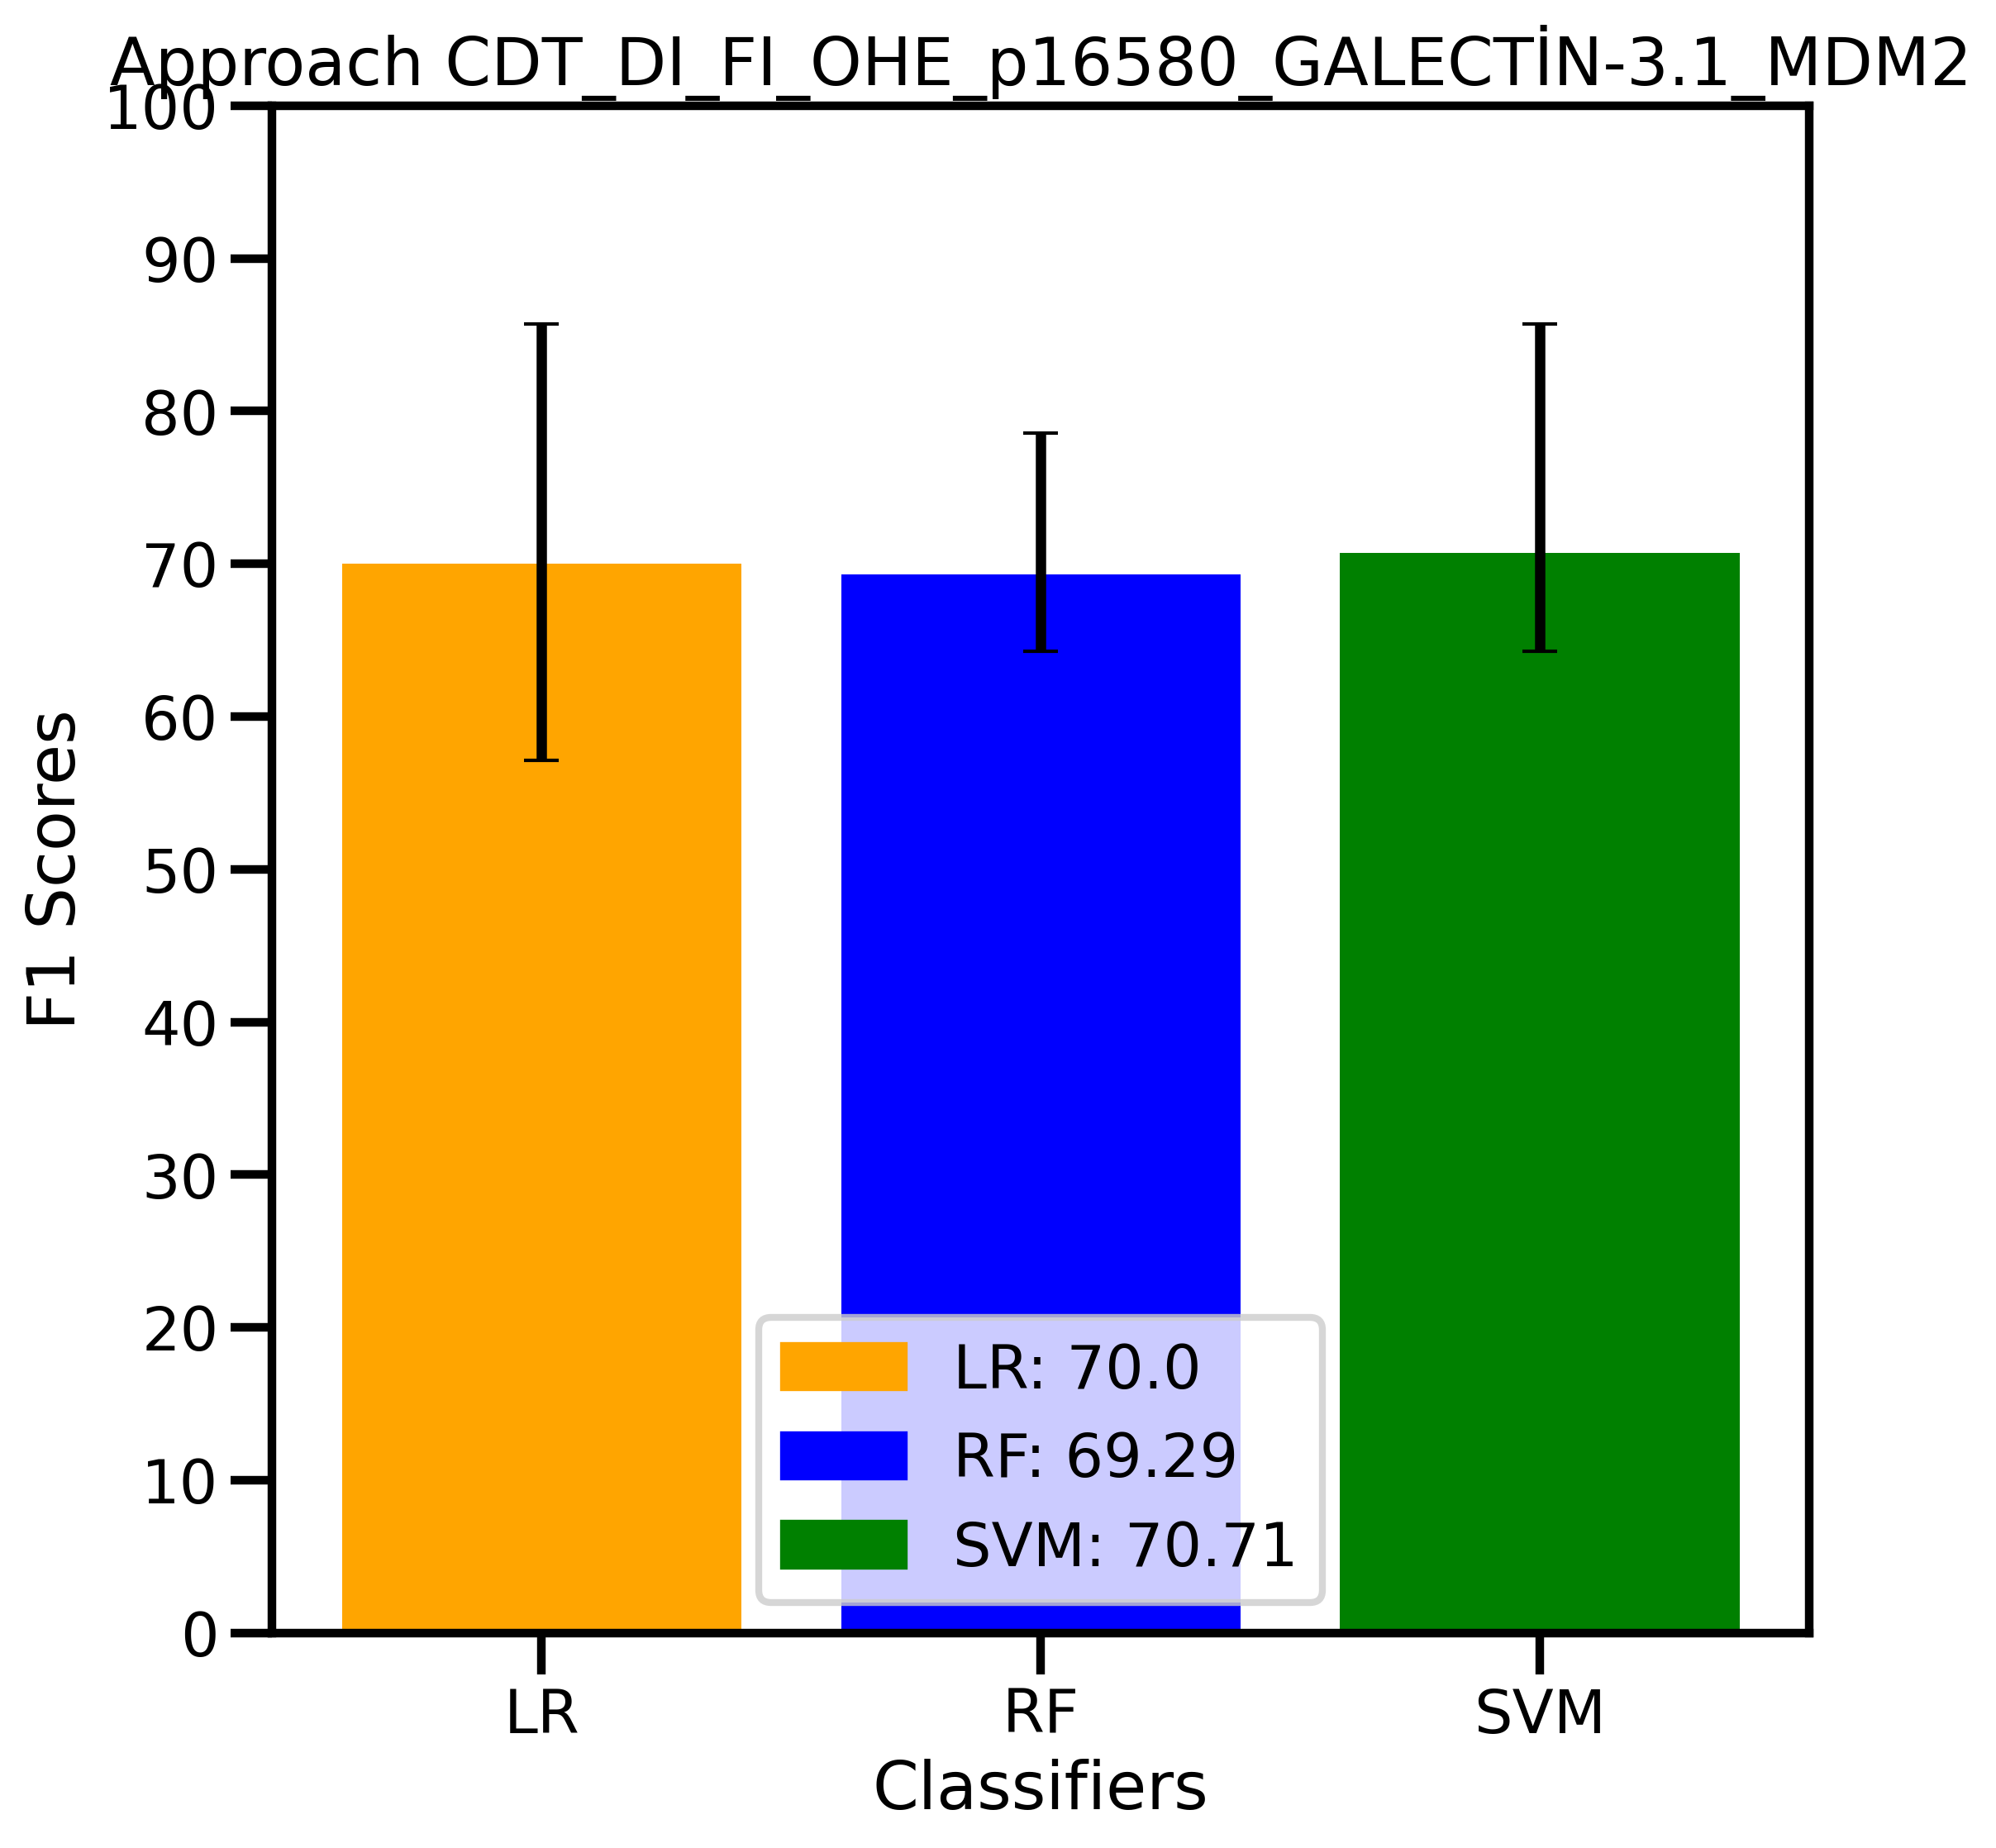 Approach CDT_DI_FI_OHE_p16580_GALECTİN-3.1_MDM2
100
90
80
70
60
50
40
30
20
10
0
F1 Scores
LR: 70.0
RF: 69.29
SVM: 70.71
LR
RF
SVM
Classifiers